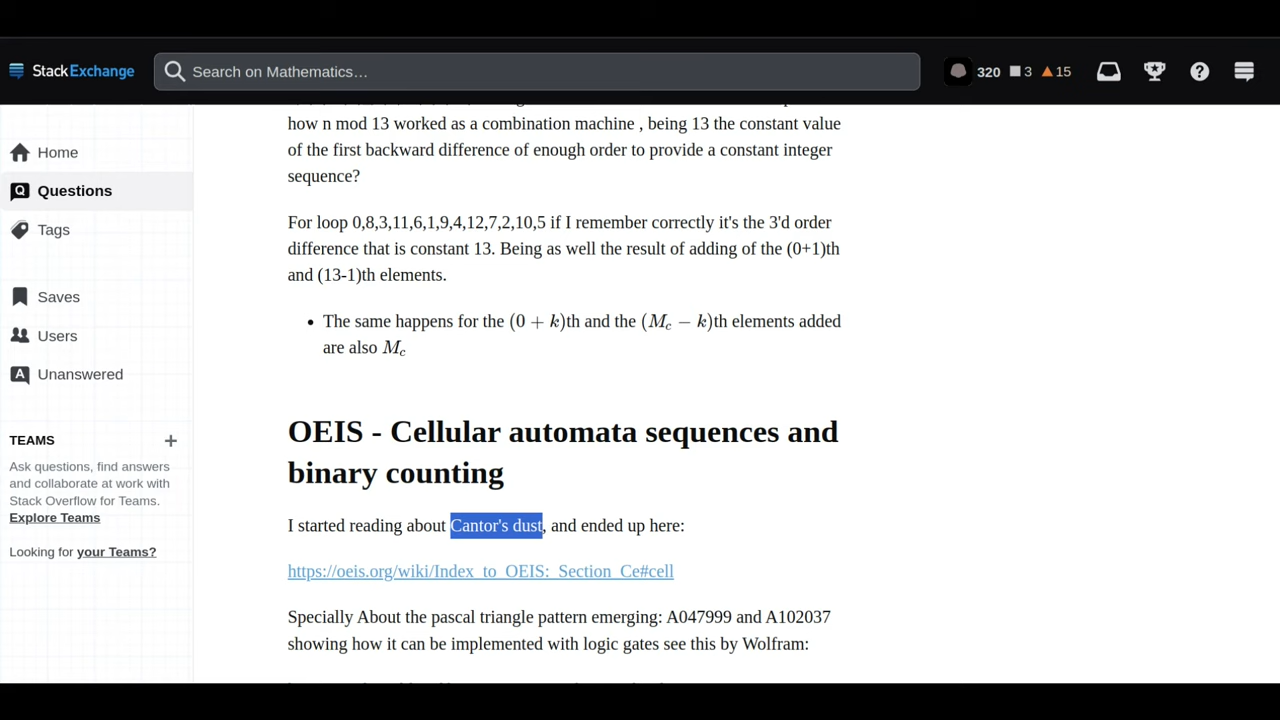 StackExchange
Search on Mathematics…
320 3 15
Home
Questions
Tags
Saves
Users
Unanswered
TEAMS
Ask questions, find answers
and collaborate at work with
Stack Overflow for Teams.
Explore Teams
Looking for your Teams?
how n mod 13 worked as a combination machine , being 13 the constant value
of the first backward difference of enough order to provide a constant integer
sequence?
For loop 0,8,3,11,6,1,9,4,12,7,2,10,5 if I remember correctly it's the 3'd order
difference that is constant 13. Being as well the result of adding of the (0+1)th
and (13-1)th elements.
• The same happens for the (0 + k)th and the (M_c − k)th elements added
are also M_c
OEIS - Cellular automata sequences and
binary counting
I started reading about Cantor's dust, and ended up here:
https://oeis.org/wiki/Index_to_OEIS:_Section_Ce#cell
Specially About the pascal triangle pattern emerging: A047999 and A102037
showing how it can be implemented with logic gates see this by Wolfram: